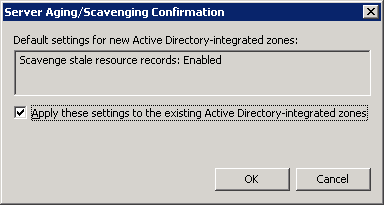 Server Aging/Scavenging Confirmation
Default settings for new Active Directory-integrated zones:
Scavenge stale resource records: Enabled
Apply these settings to the existing Active Directory-integrated zones
OK
Cancel